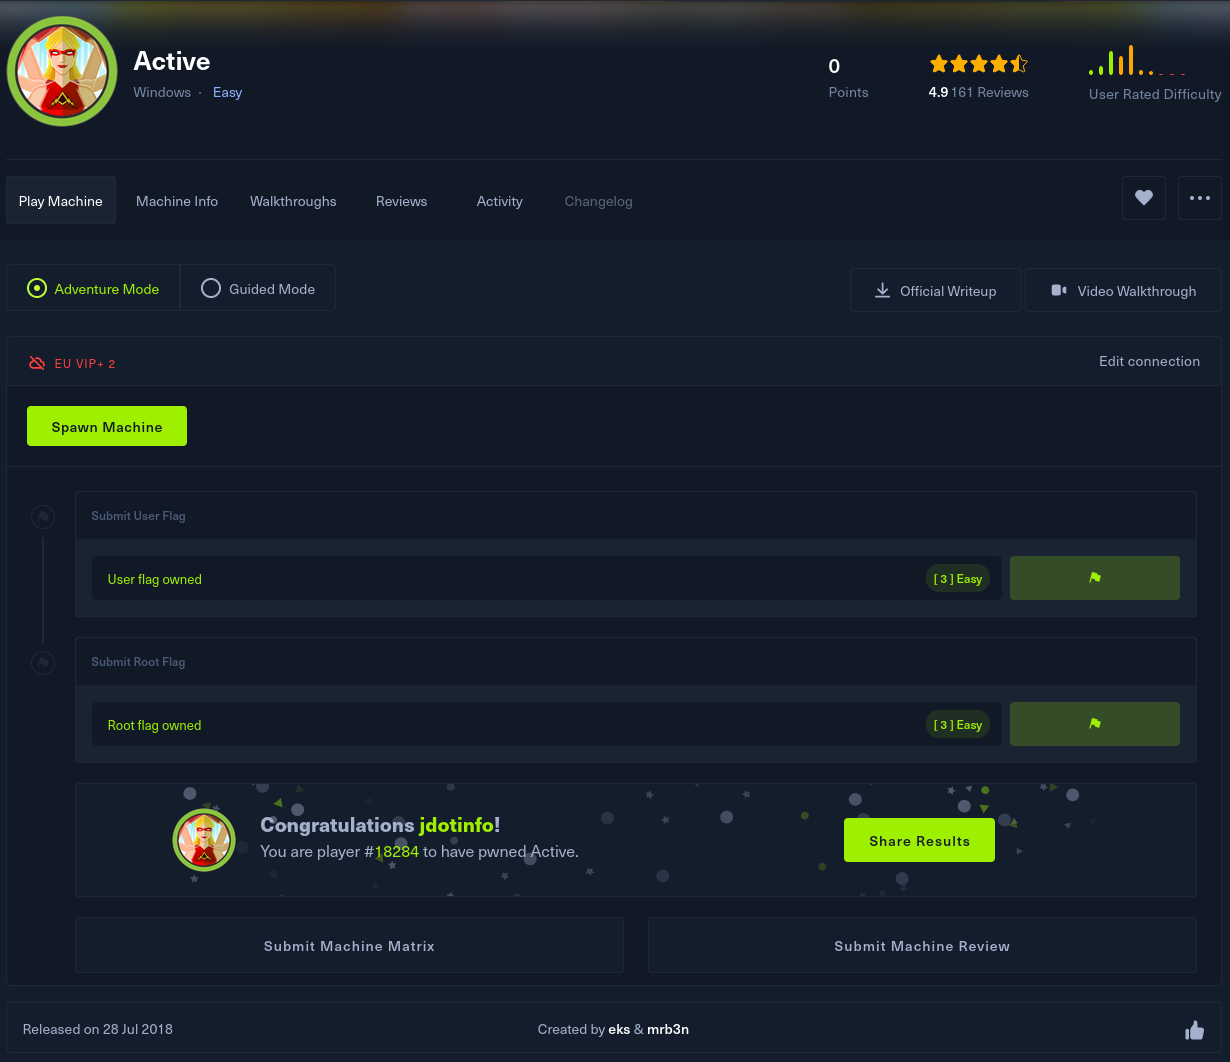 Active
Windows · Easy
0
Points
4.9 161 Reviews
User Rated Difficulty
Play Machine
Machine Info
Walkthroughs
Reviews
Activity
Changelog
Adventure Mode
Guided Mode
Official Writeup
Video Walkthrough
EU VIP+ 2
Edit connection
Spawn Machine
Submit User Flag
User flag owned
[ 3 ] Easy
Submit Root Flag
Root flag owned
[ 3 ] Easy
Congratulations jdotinfo!
You are player #18284 to have pwned Active.
Share Results
Submit Machine Matrix
Submit Machine Review
Released on 28 Jul 2018
Created by eks & mrb3n